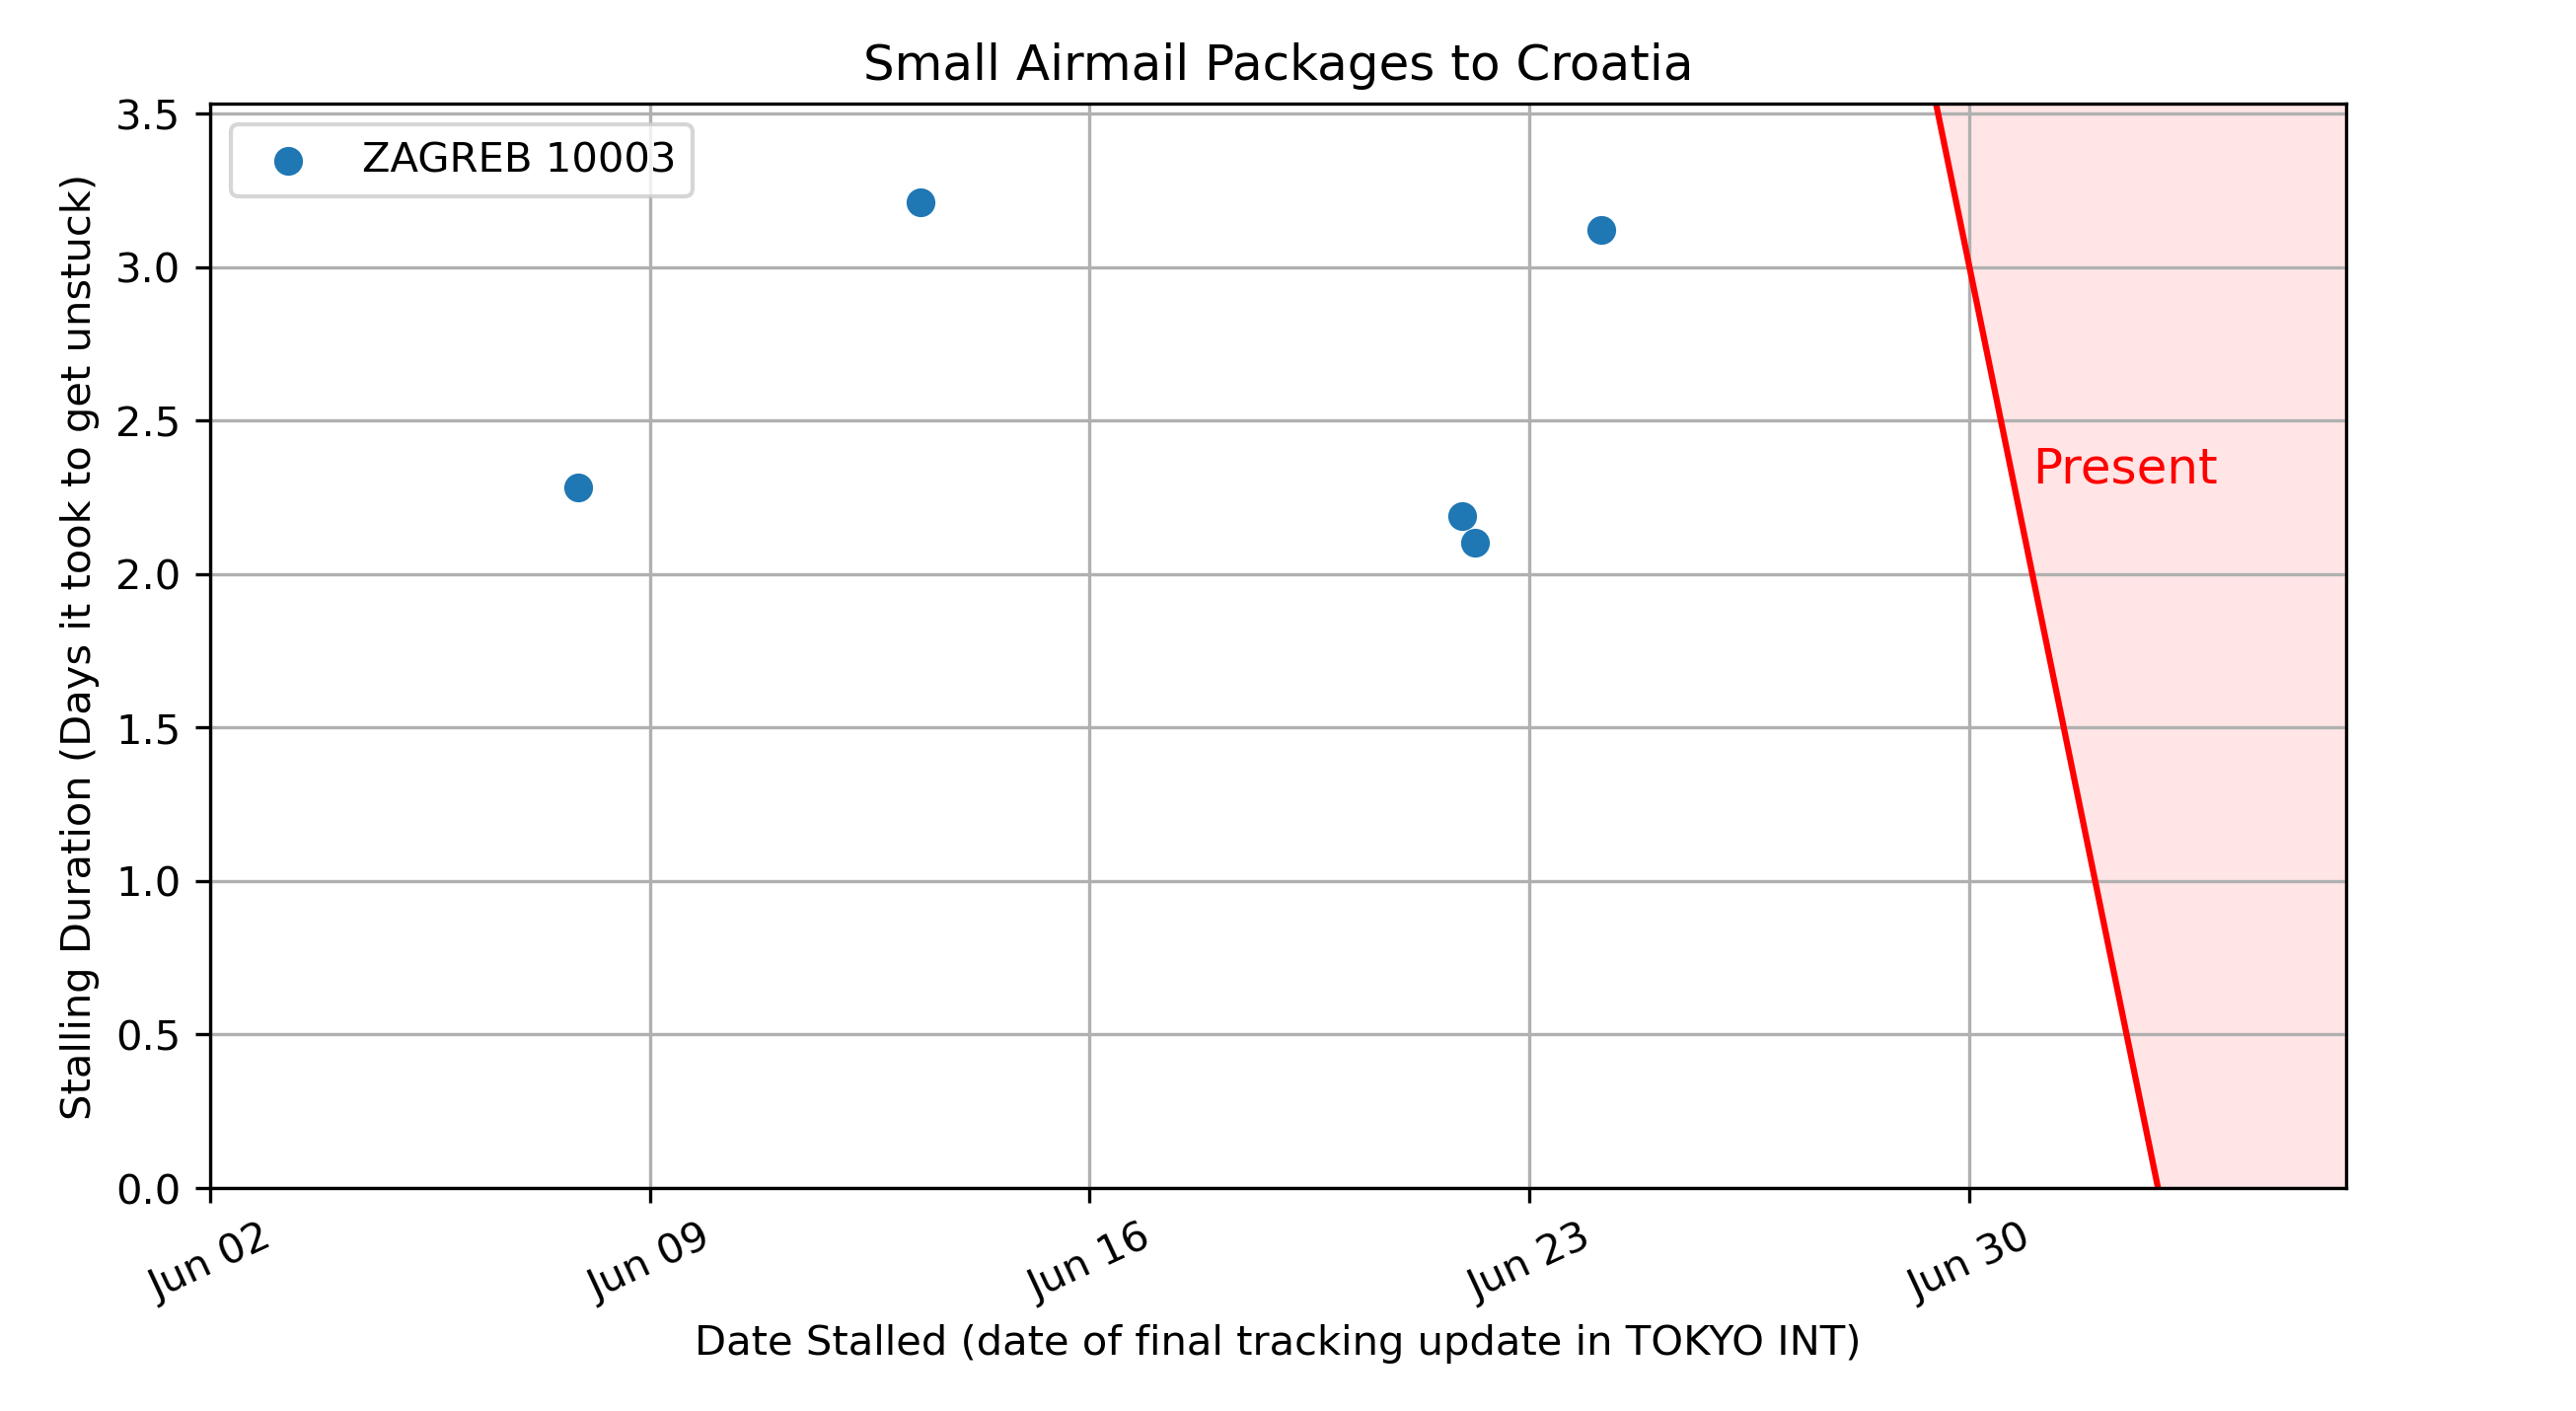 Small Airmail Packages to Croatia
ZAGREB 10003
Stalling Duration (Days it took to get unstuck)
3.5
3.0
2.5
2.0
1.5
1.0
0.5
0.0
Present
Jun 02
Jun 09
Jun 16
Jun 23
Jun 30
Date Stalled (date of final tracking update in TOKYO INT)